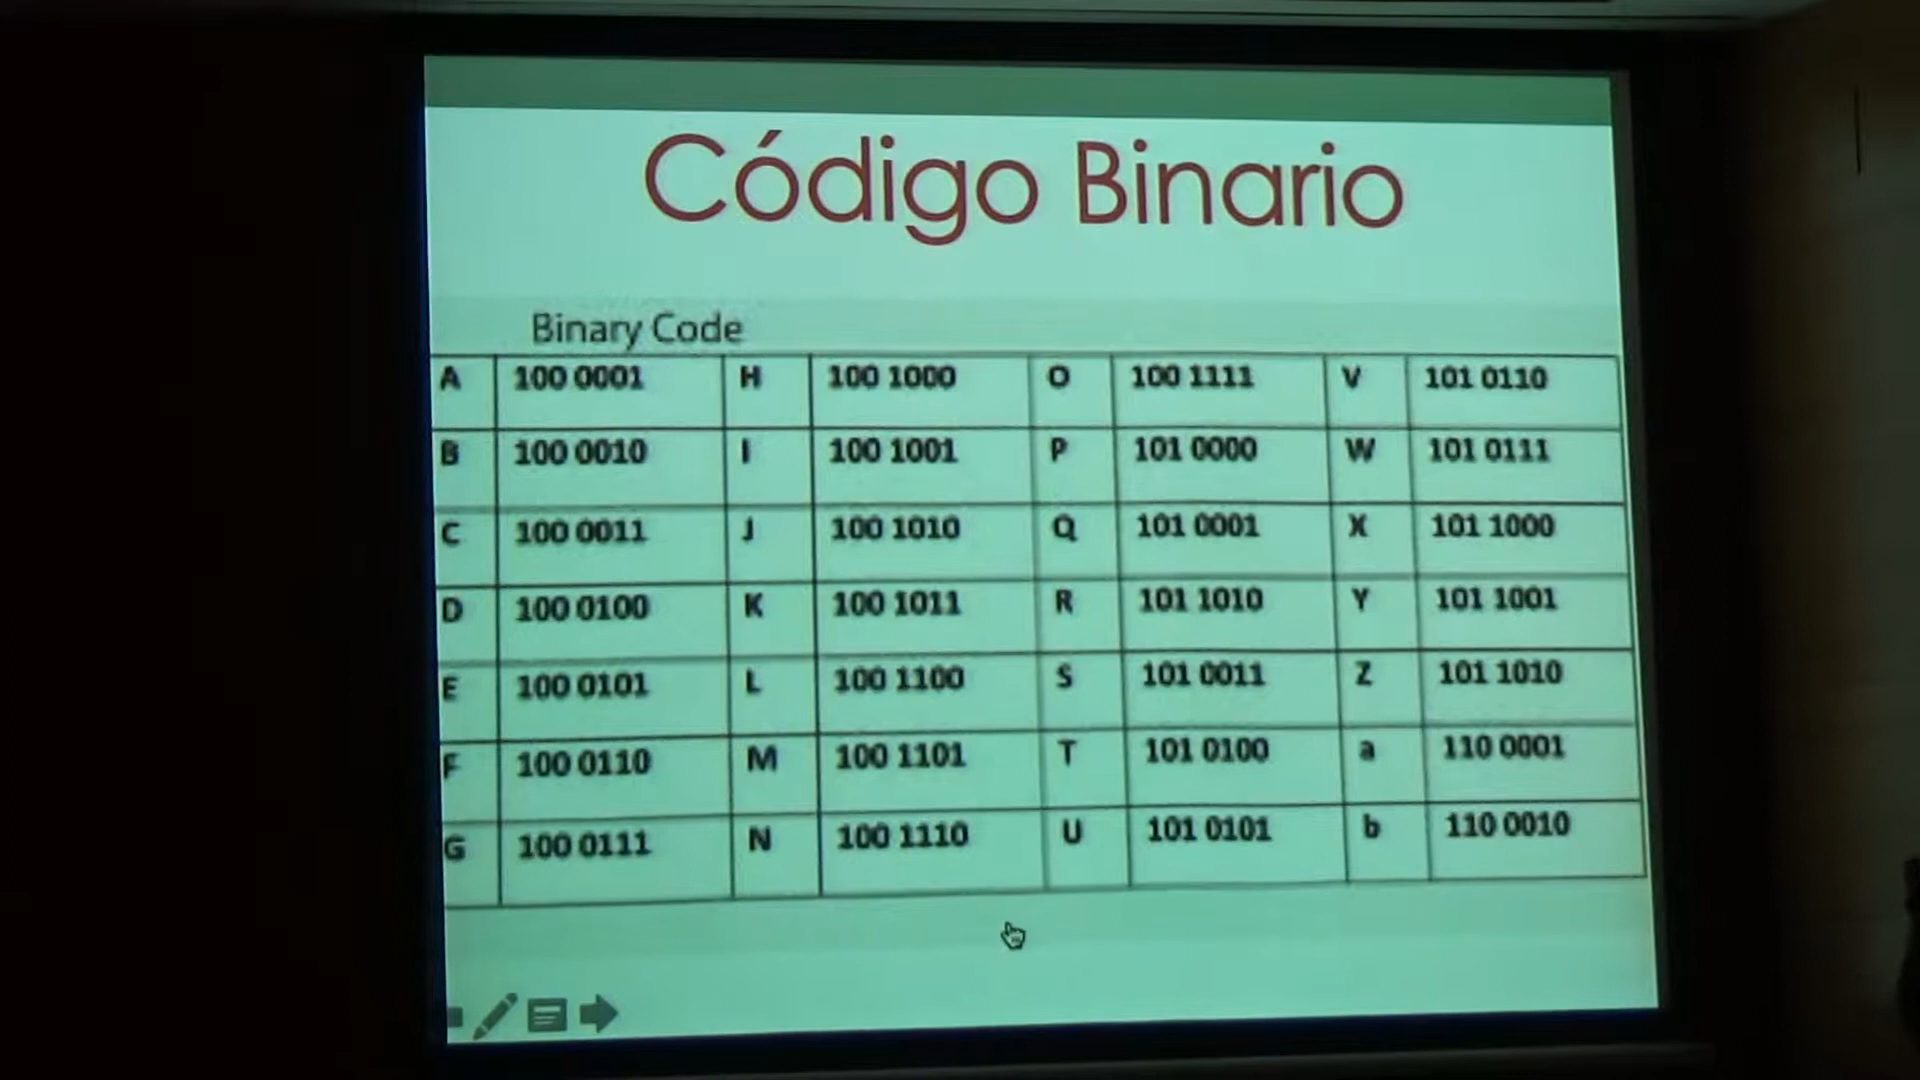 Código Binario
Binary Code
A 100 0001 H 100 1000 O 100 1111 V 101 0110
B 100 0010 I 100 1001 P 101 0000 W 101 0111
C 100 0011 J 100 1010 Q 101 0001 X 101 1000
D 100 0100 K 100 1011 R 101 1010 Y 101 1001
E 100 0101 L 100 1100 S 101 0011 Z 101 1010
F 100 0110 M 100 1101 T 101 0100 a 110 0001
G 100 0111 N 100 1110 U 101 0101 b 110 0010